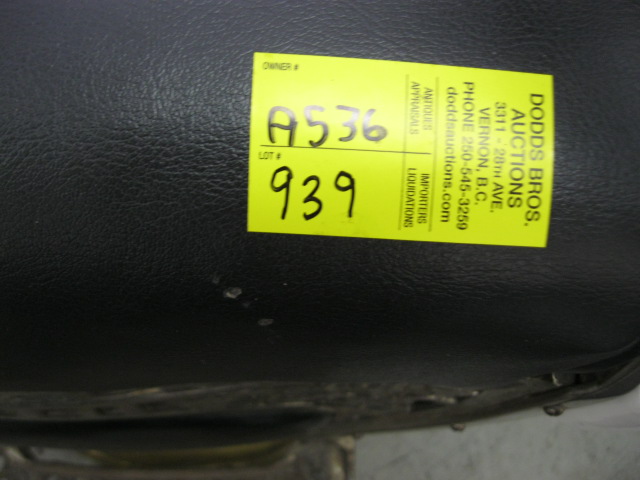 OWNER #
A536
LOT #
939
ANTIQUES
APPRAISALS
IMPORTERS
LIQUIDATIONS
DODDS BROS.
AUCTIONS
3311 - 28TH AVE.
VERNON, B.C.
PHONE 250-545-3259
doddsauctions.com